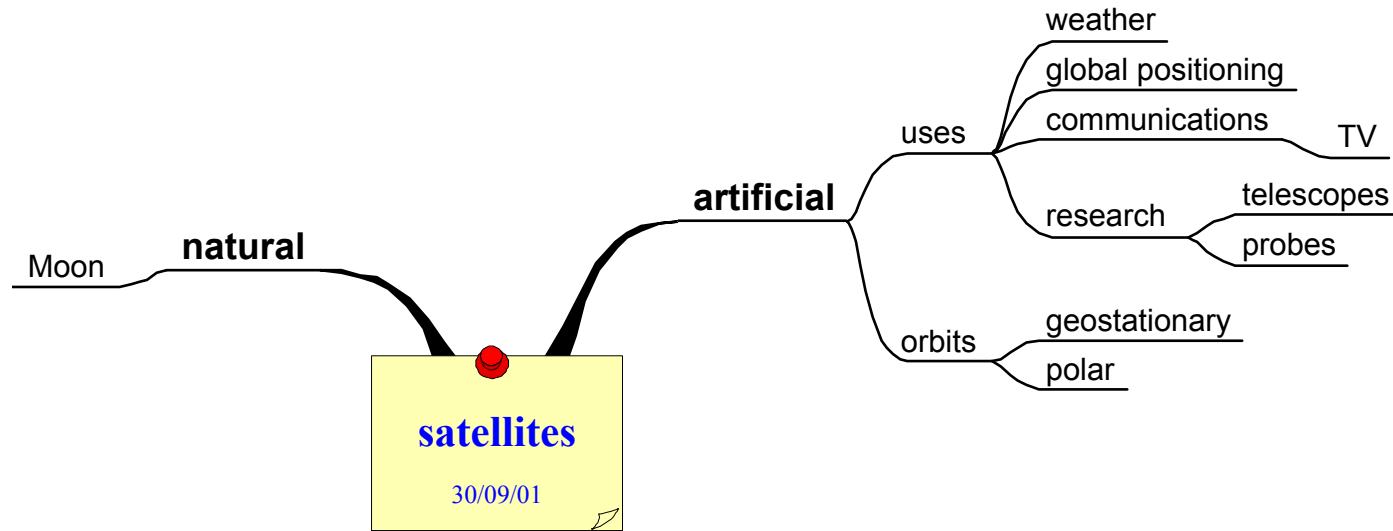 weather
global positioning
communications
TV
uses
artificial
telescopes
research
probes
natural
Moon
geostationary
orbits
polar
satellites
30/09/01